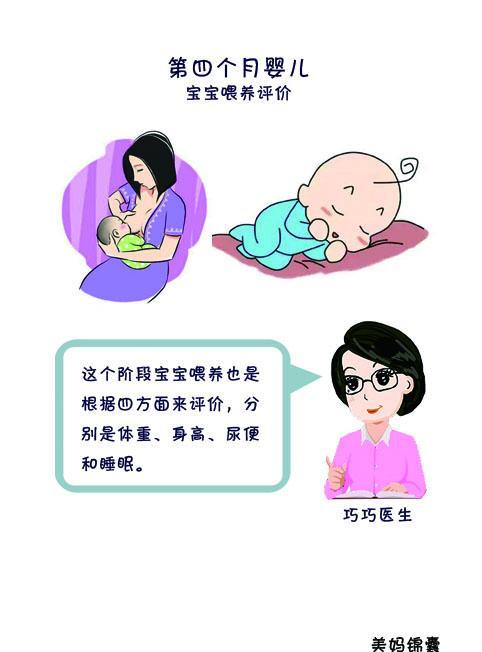 第四个月婴儿
宝宝喂养评价
这个阶段宝宝喂养也是
根据四方面来评价，分
别是体重、身高、尿便
和睡眠。
巧巧医生
美妈锦囊